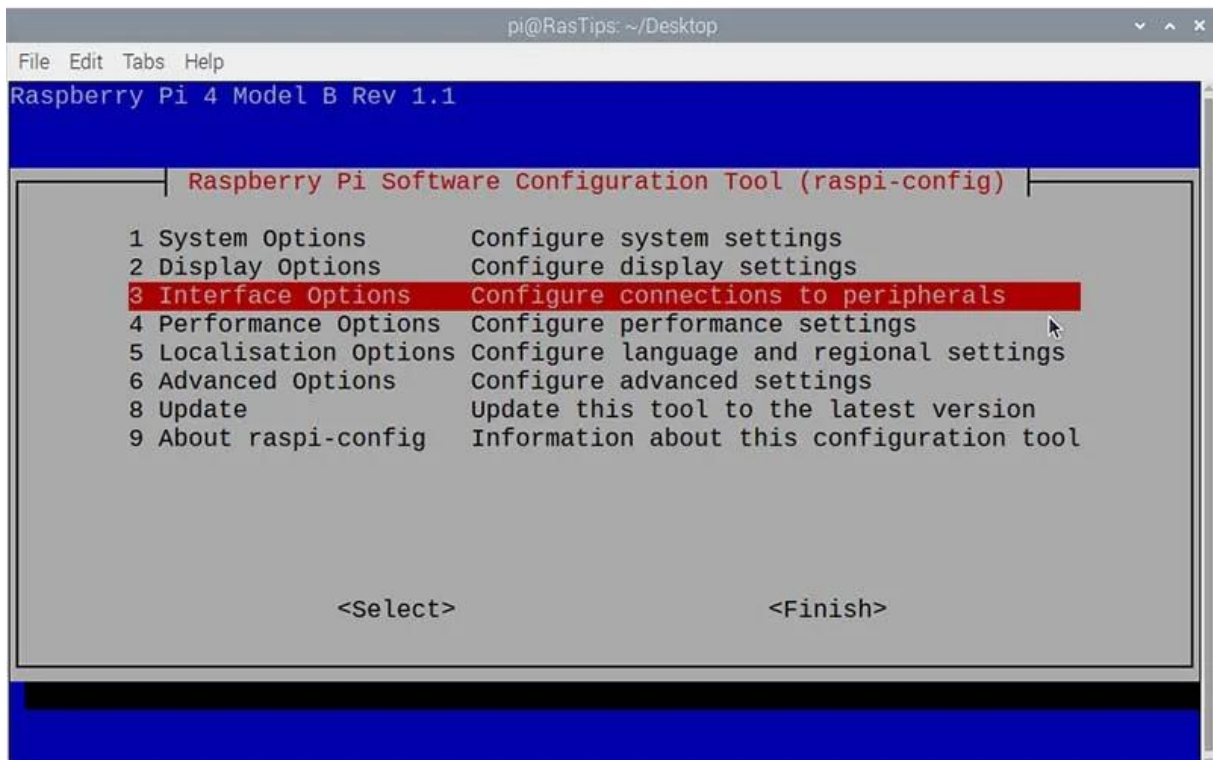 pi@RasTips: ~/Desktop
File Edit Tabs Help
Raspberry Pi 4 Model B Rev 1.1
Raspberry Pi Software Configuration Tool (raspi-config)
1 System Options Configure system settings
2 Display Options Configure display settings
3 Interface Options Configure connections to peripherals
4 Performance Options Configure performance settings
5 Localisation Options Configure language and regional settings
6 Advanced Options Configure advanced settings
8 Update Update this tool to the latest version
9 About raspi-config Information about this configuration tool
<Select> <Finish>